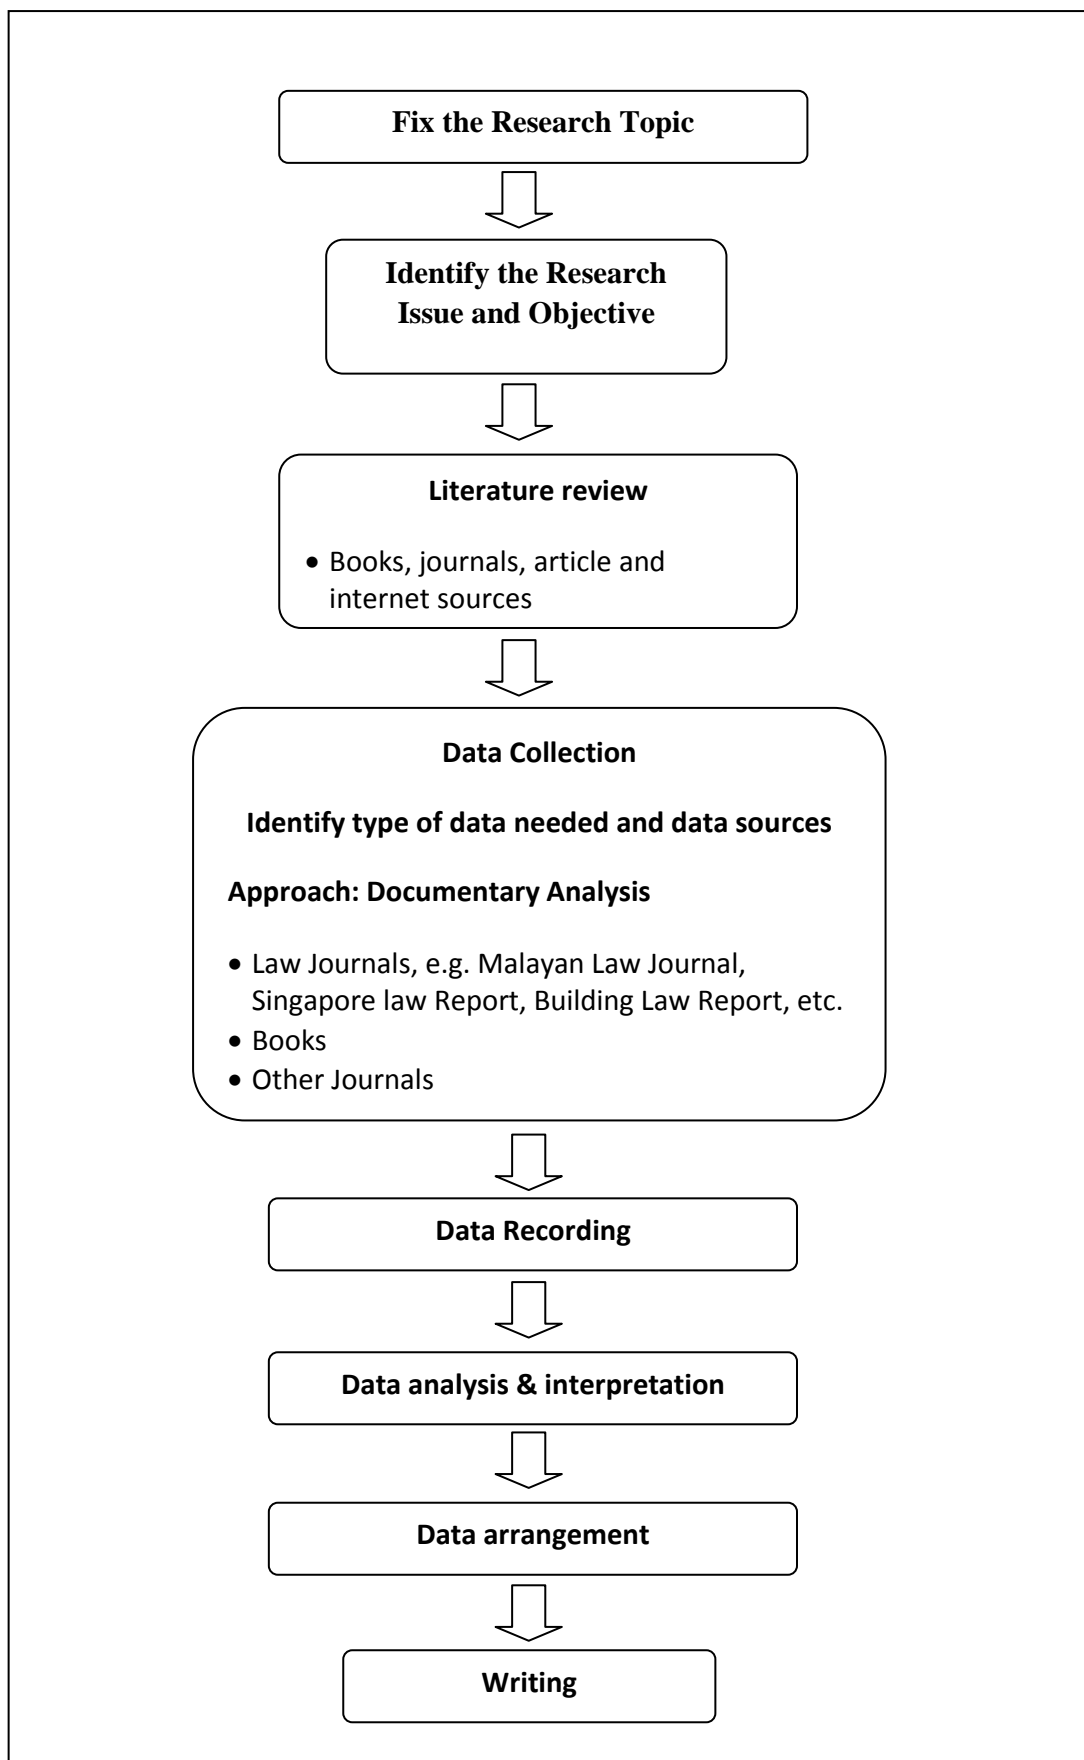 Fix the Research Topic
Identify the Research
Issue and Objective
Literature review
• Books, journals, article and
internet sources
Data Collection
Identify type of data needed and data sources
Approach: Documentary Analysis
• Law Journals, e.g. Malayan Law Journal,
Singapore law Report, Building Law Report, etc.
• Books
• Other Journals
Data Recording
Data analysis & interpretation
Data arrangement
Writing